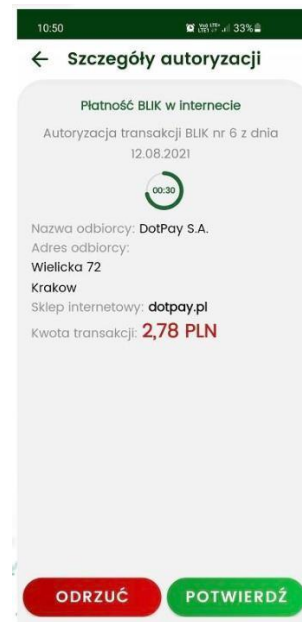 10:50
33%
Szczegóły autoryzacji
Płatność BLIK w internecie
Autoryzacja transakcji BLIK nr 6 z dnia
12.08.2021
00:30
Nazwa odbiorcy: DotPay S.A.
Adres odbiorcy:
Wielicka 72
Krakow
Sklep internetowy: dotpay.pl
Kwota transakcji: 2,78 PLN
ODRZUĆ
POTWIERDŹ